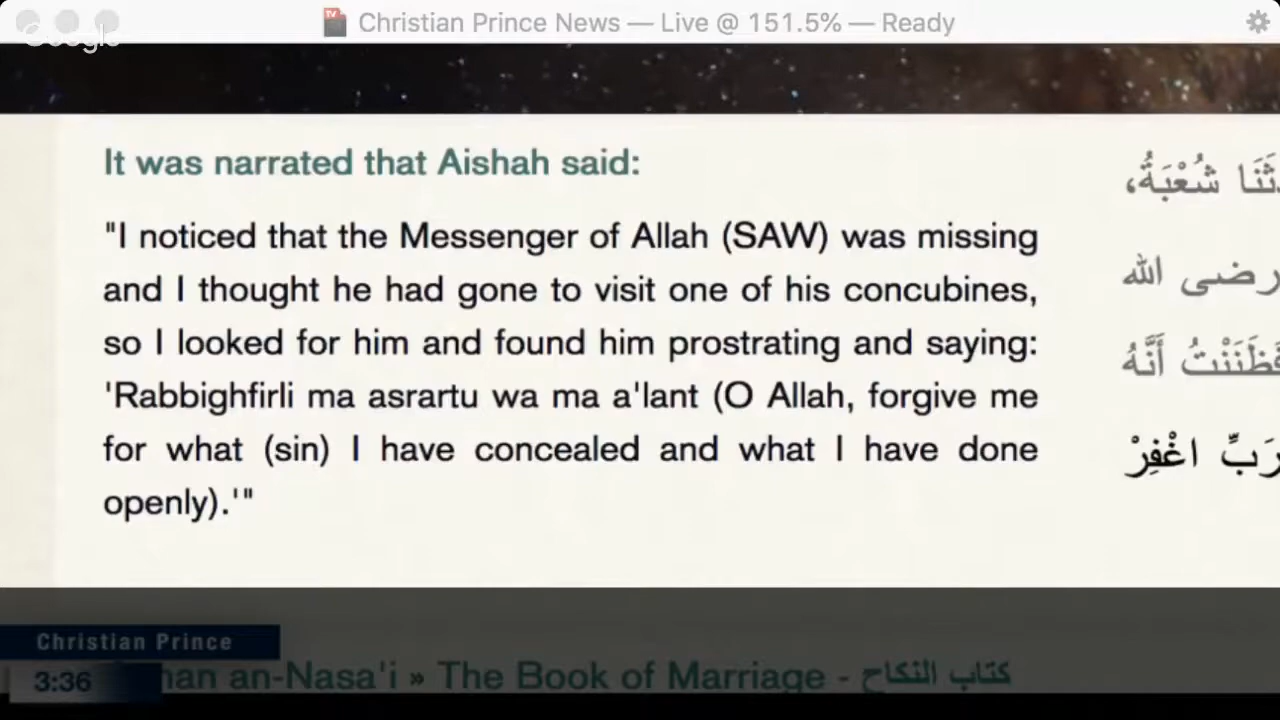 Christian Prince News — Live @ 151.5% — Ready
Google
It was narrated that Aishah said:
"I noticed that the Messenger of Allah (SAW) was missing
and I thought he had gone to visit one of his concubines,
so I looked for him and found him prostrating and saying:
'Rabbighfirli ma asrartu wa ma a'lant (O Allah, forgive me
for what (sin) I have concealed and what I have done
openly).'"
شُعْبَةُ،
رضى الله
فَظَنَنْتُ أَنَّهُ
رَبِّ اغْفِرْ
Christian Prince
3:36
an-Nasa'i » The Book of Marriage - كتاب النكاح